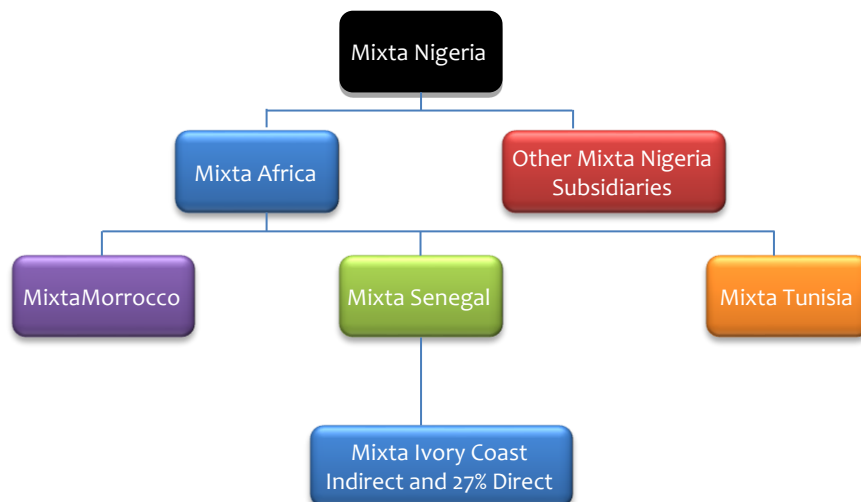 Mixta Nigeria
Mixta Africa
Other Mixta Nigeria
Subsidiaries
MixtaMorrocco
Mixta Senegal
Mixta Tunisia
Mixta Ivory Coast
Indirect and 27% Direct